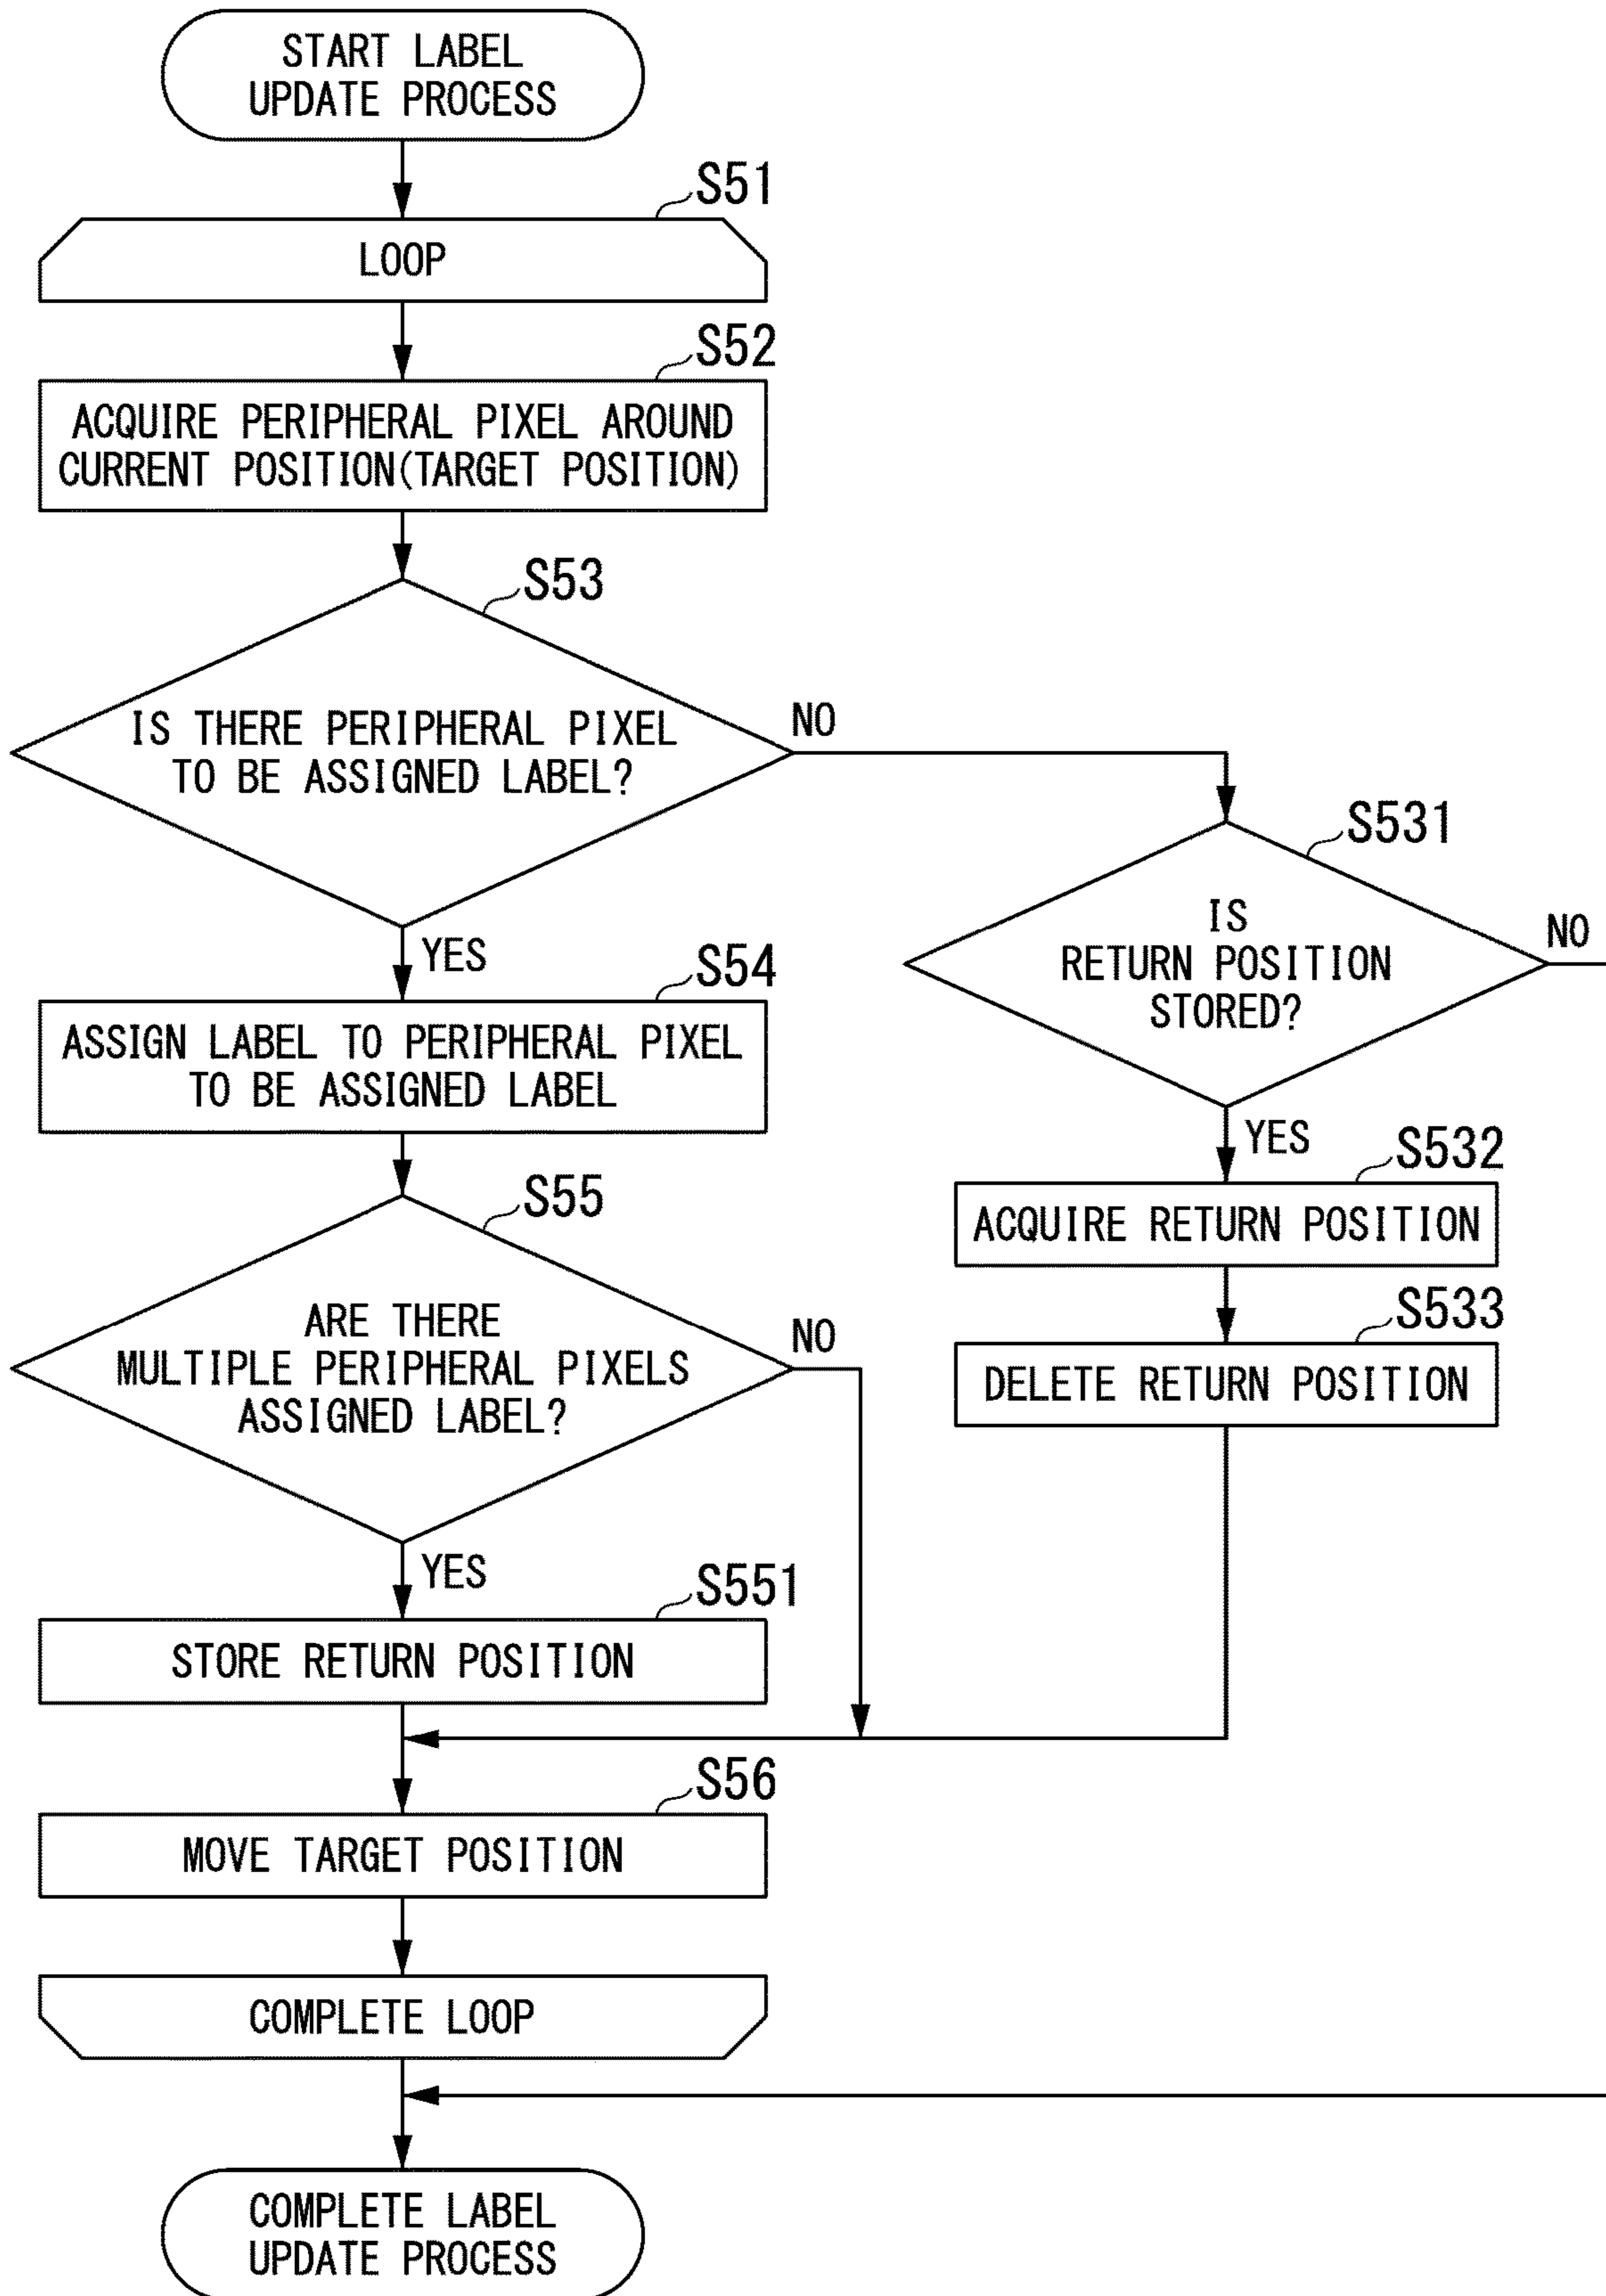 START LABEL
UPDATE PROCESS
S51
LOOP
S52
ACQUIRE PERIPHERAL PIXEL AROUND
CURRENT POSITION(TARGET POSITION)
S53
IS THERE PERIPHERAL PIXEL
TO BE ASSIGNED LABEL?
NO
YES
S531
IS
RETURN POSITION
STORED?
NO
YES
S54
ASSIGN LABEL TO PERIPHERAL PIXEL
TO BE ASSIGNED LABEL
S532
ACQUIRE RETURN POSITION
S533
DELETE RETURN POSITION
S55
ARE THERE
MULTIPLE PERIPHERAL PIXELS
ASSIGNED LABEL?
NO
YES
S551
STORE RETURN POSITION
S56
MOVE TARGET POSITION
COMPLETE LOOP
COMPLETE LABEL
UPDATE PROCESS